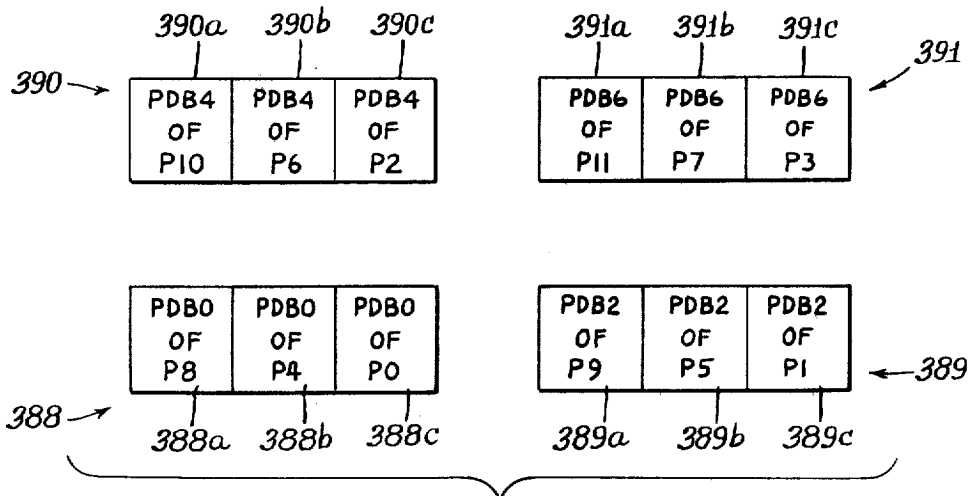 390a 390b 390c 391a 391b 391c
390 391
PDB4 PDB4 PDB4 PDB6 PDB6 PDB6
OF OF OF OF OF OF
P10 P6 P2 P11 P7 P3
PDB0 PDB0 PDB0 PDB2 PDB2 PDB2
OF OF OF OF OF OF
P8 P4 P0 P9 P5 P1
389
388 388a 388b 388c 389a 389b 389c